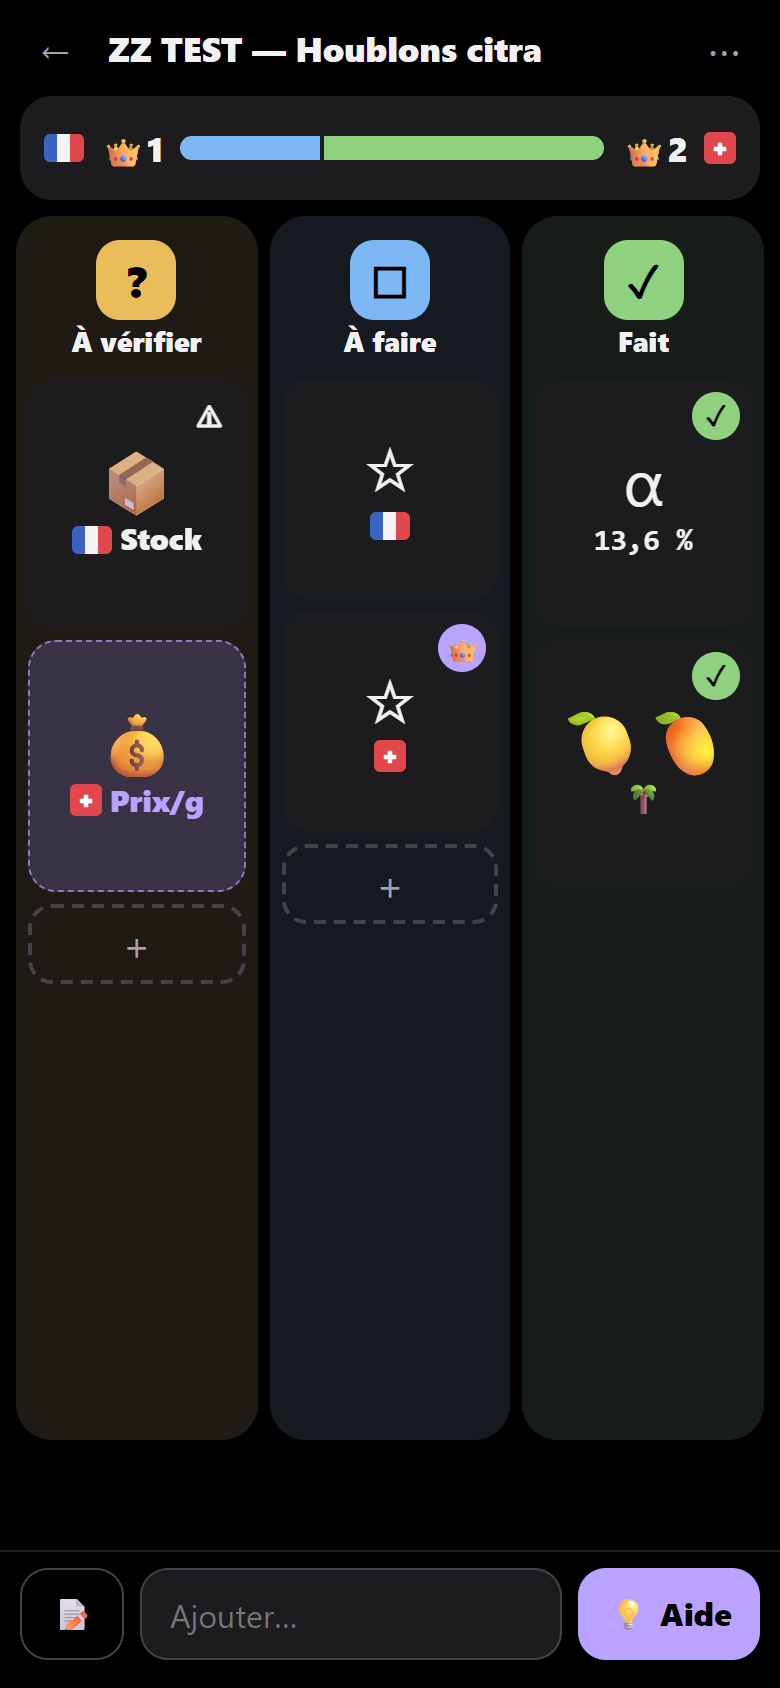 ZZ TEST — Houblons citra
1
2
?
À vérifier
À faire
Fait
Stock
α
13,6 %
Prix/g
+
+
Ajouter...
Aide